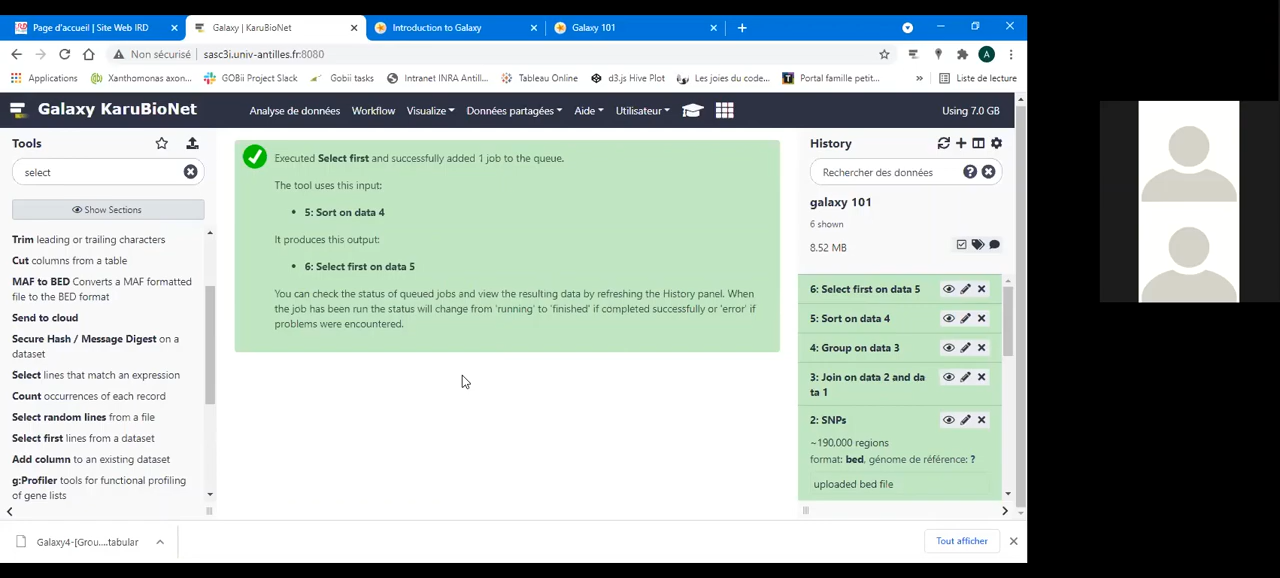 Page d'accueil | Site Web IRD
Galaxy | KaruBioNet
Introduction to Galaxy
Galaxy 101
Non sécurisé
sasc3i.univ-antilles.fr:8080
A
Applications
Xanthomonas axon...
GOBii Project Slack
Gobii tasks
Intranet INRA Antill...
Tableau Online
d3.js Hive Plot
Les joies du code...
Portal famille petit...
»
Liste de lecture
Galaxy KaruBioNet
Analyse de données
Workflow
Visualize
Données partagées
Aide
Utilisateur
Using 7.0 GB
Tools
select
Show Sections
Trim leading or trailing characters
Cut columns from a table
MAF to BED Converts a MAF formatted
file to the BED format
Send to cloud
Secure Hash / Message Digest on a
dataset
Select lines that match an expression
Count occurrences of each record
Select random lines from a file
Select first lines from a dataset
Add column to an existing dataset
g:Profiler tools for functional profiling
of gene lists
Executed Select first and successfully added 1 job to the queue.
The tool uses this input:
• 5: Sort on data 4
It produces this output:
• 6: Select first on data 5
You can check the status of queued jobs and view the resulting data by refreshing the History panel. When
the job has been run the status will change from 'running' to 'finished' if completed successfully or 'error' if
problems were encountered.
History
Rechercher des données
galaxy 101
6 shown
8.52 MB
6: Select first on data 5
5: Sort on data 4
4: Group on data 3
3: Join on data 2 and da
ta 1
2: SNPs
~190,000 regions
format: bed, génome de référence: ?
uploaded bed file
Galaxy4-[Grou....tabular
Tout afficher